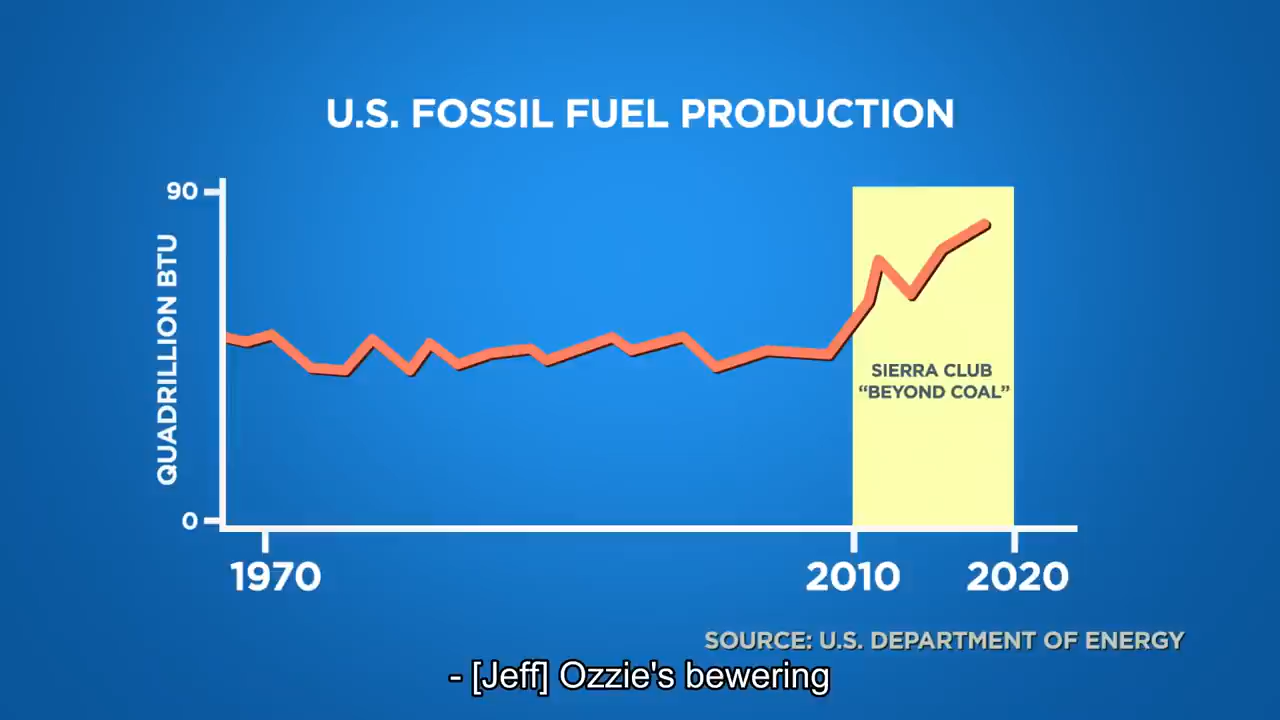 U.S. FOSSIL FUEL PRODUCTION
90
QUADRILLION BTU
0
SIERRA CLUB
“BEYOND COAL”
1970
2010
2020
SOURCE: U.S. DEPARTMENT OF ENERGY
- [Jeff] Ozzie's bewering